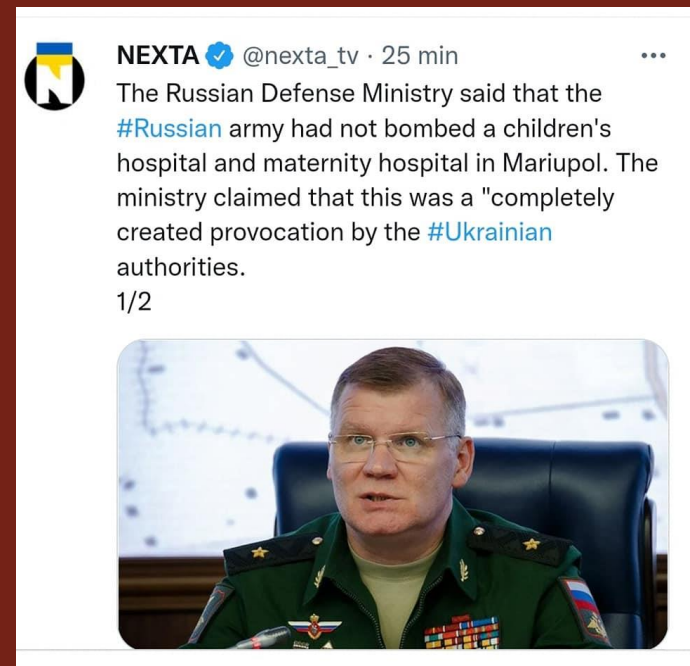 NEXTA @nexta_tv · 25 min
The Russian Defense Ministry said that the
#Russian army had not bombed a children's
hospital and maternity hospital in Mariupol. The
ministry claimed that this was a "completely
created provocation by the #Ukrainian
authorities.
1/2